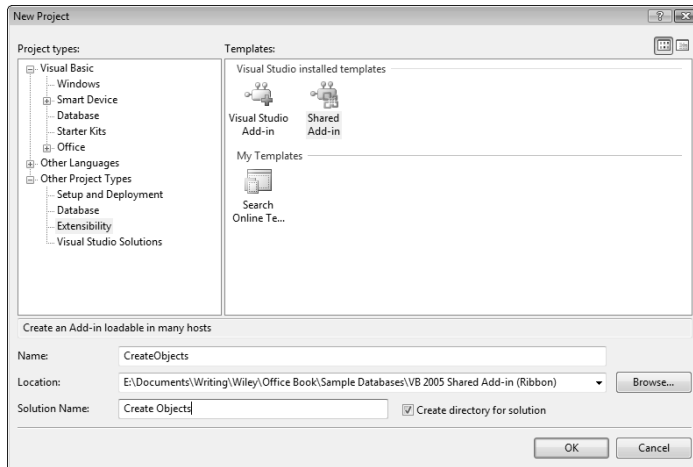 New Project
Project types:
Templates:
Visual Basic
Windows
Smart Device
Database
Starter Kits
Office
Other Languages
Other Project Types
Setup and Deployment
Database
Extensibility
Visual Studio Solutions
Visual Studio installed templates
Visual Studio
Add-in
Shared
Add-in
My Templates
Search
Online Te...
Create an Add-in loadable in many hosts
Name:
CreateObjects
Location:
E:\Documents\Writing\Wiley\Office Book\Sample Databases\VB 2005 Shared Add-in (Ribbon)
Browse...
Solution Name:
Create Objects
Create directory for solution
OK
Cancel